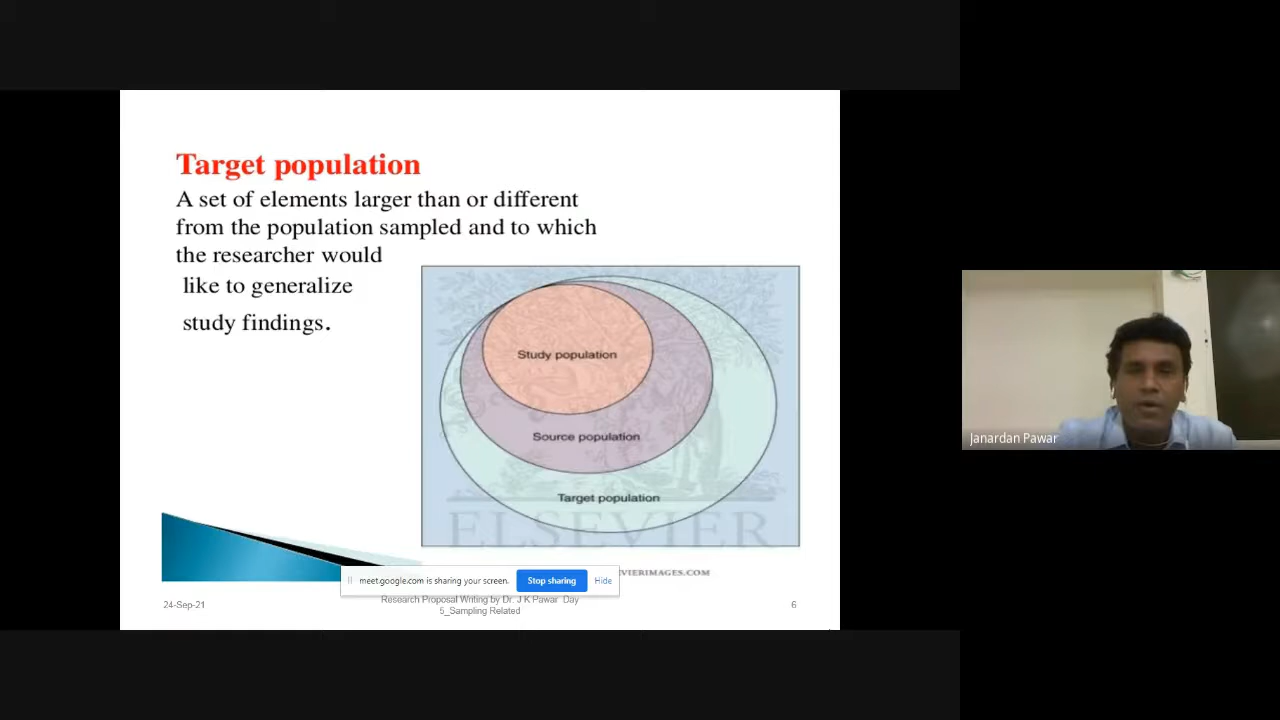 Target population
A set of elements larger than or different
from the population sampled and to which
the researcher would
like to generalize
study findings.
Study population
Source population
Target population
ELSEVIER
VIERIMAGES.COM
meet.google.com is sharing your screen.
Stop sharing
Hide
24-Sep-21
Research Proposal Writing by Dr. J K Pawar Day
5_Sampling Related
6
Janardan Pawar